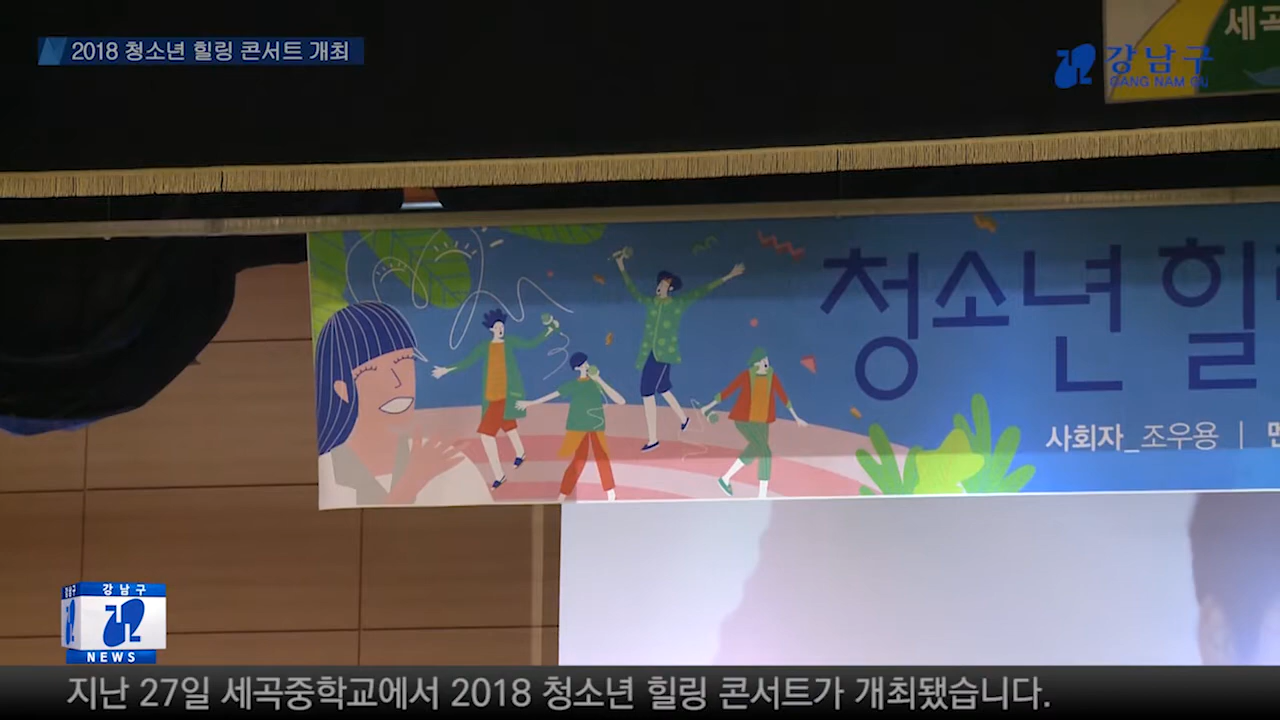 2018 청소년 힐링 콘서트 개최
세곡
강남구
GANG NAM GU
청소년 힐
사회자_조우용 |
강남구
강남구
NEWS
지난 27일 세곡중학교에서 2018 청소년 힐링 콘서트가 개최됐습니다.